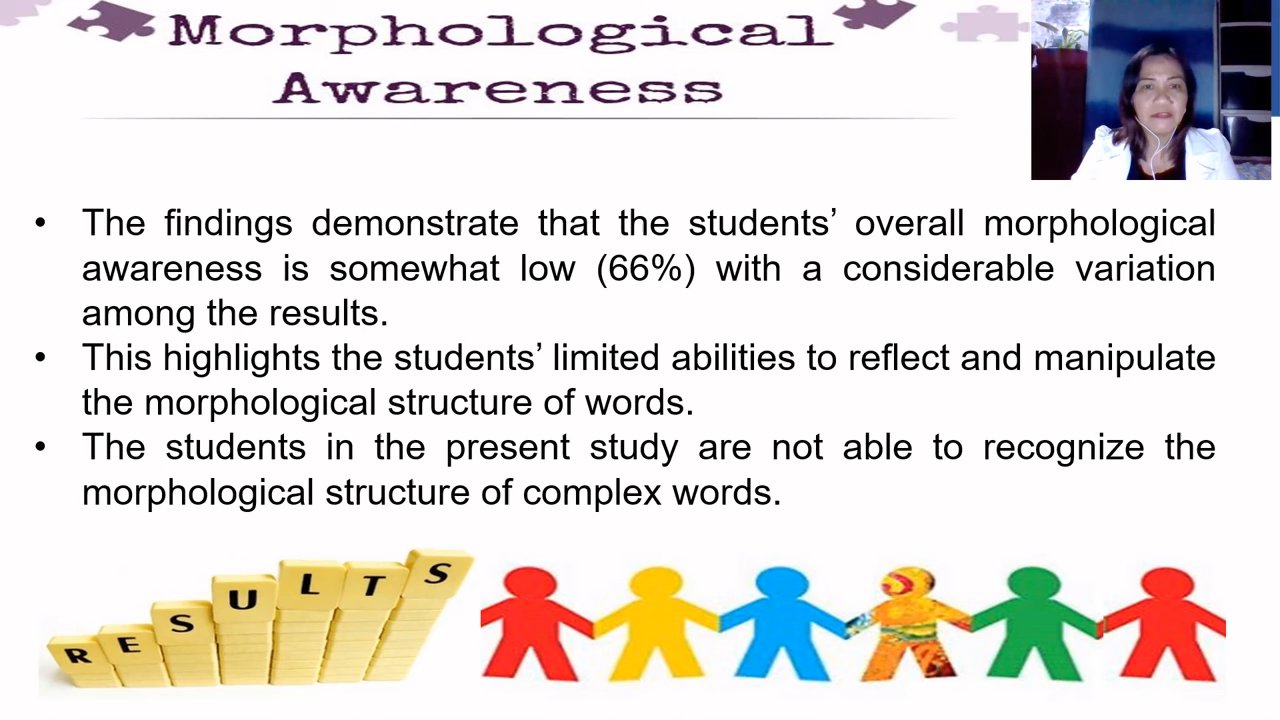 Morphological
Awareness
• The findings demonstrate that the students’ overall morphological
awareness is somewhat low (66%) with a considerable variation
among the results.
• This highlights the students’ limited abilities to reflect and manipulate
the morphological structure of words.
• The students in the present study are not able to recognize the
morphological structure of complex words.
RESULTS